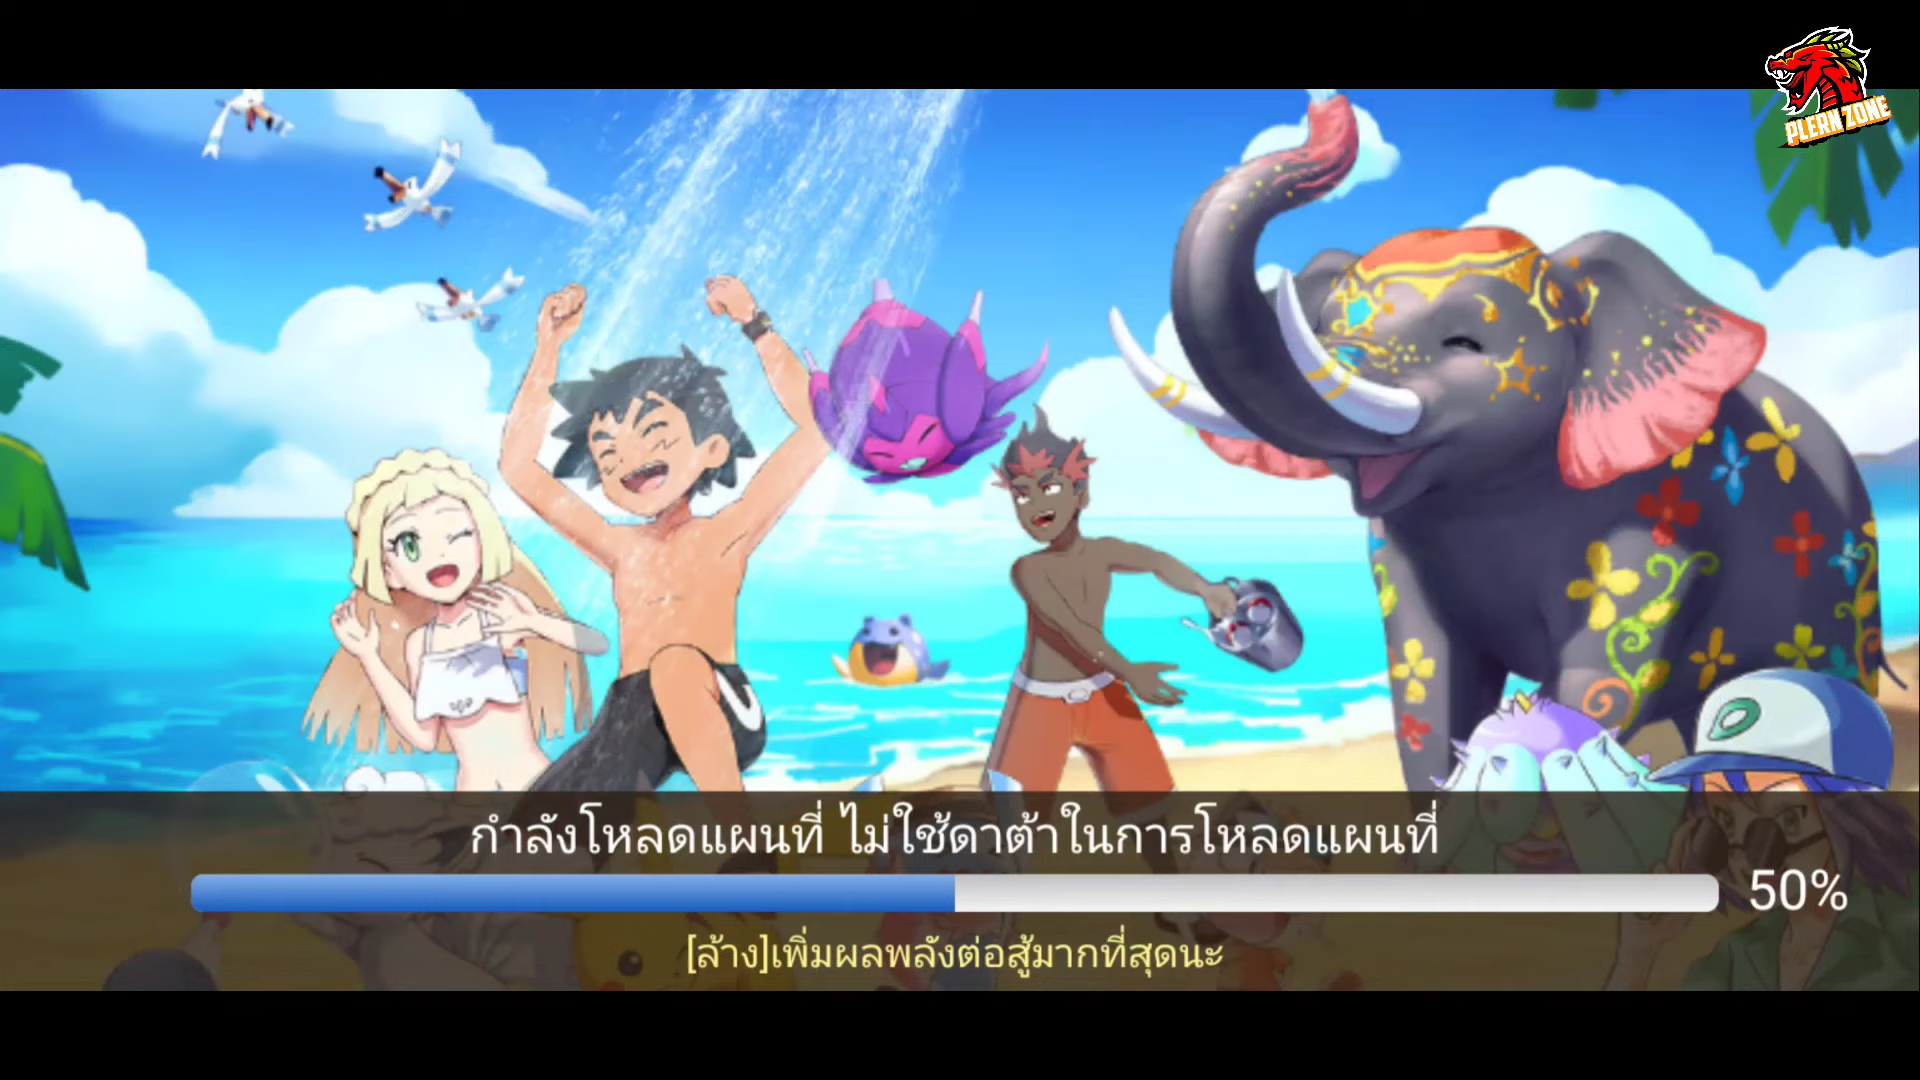 PLERN ZONE
กำลังโหลดแผนที่ ไม่ใช้ดาต้าในการโหลดแผนที่
50%
[ล้าง]เพิ่มผลพลังต่อสู้มากที่สุดนะ